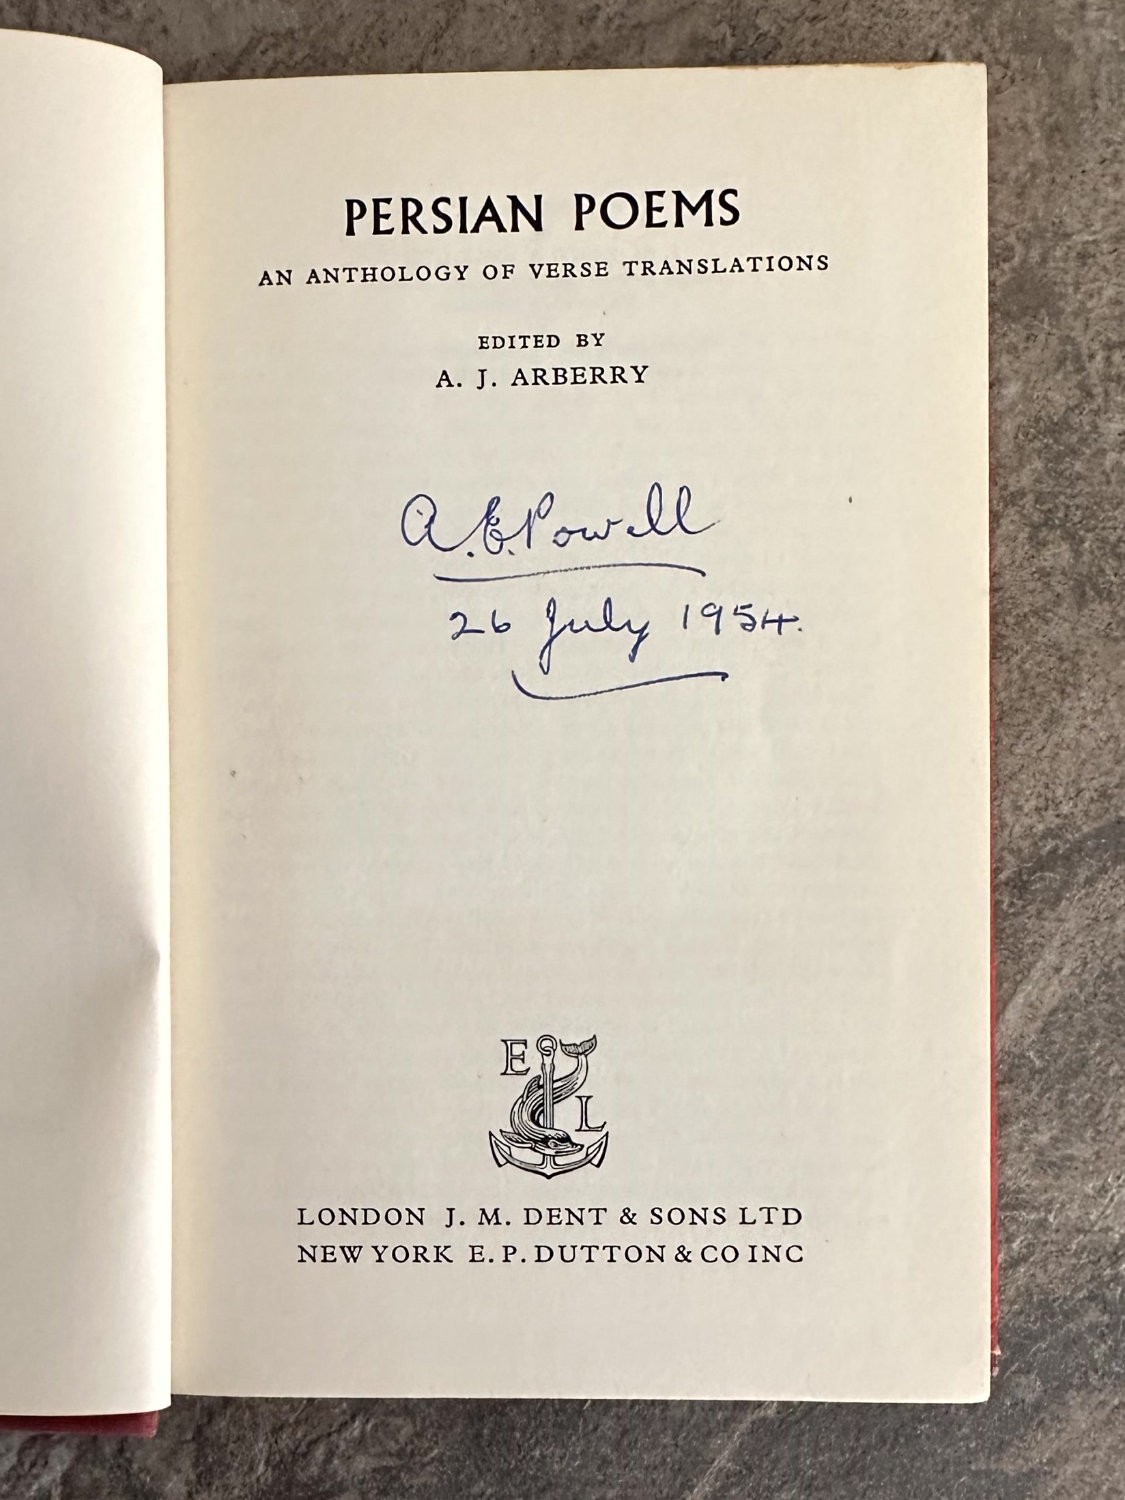 PERSIAN POEMS
AN ANTHOLOGY OF VERSE TRANSLATIONS
EDITED BY
A. J. ARBERRY
A.E. Powell
26 July 1954.
E L
LONDON J. M. DENT & SONS LTD
NEW YORK E. P. DUTTON & CO INC